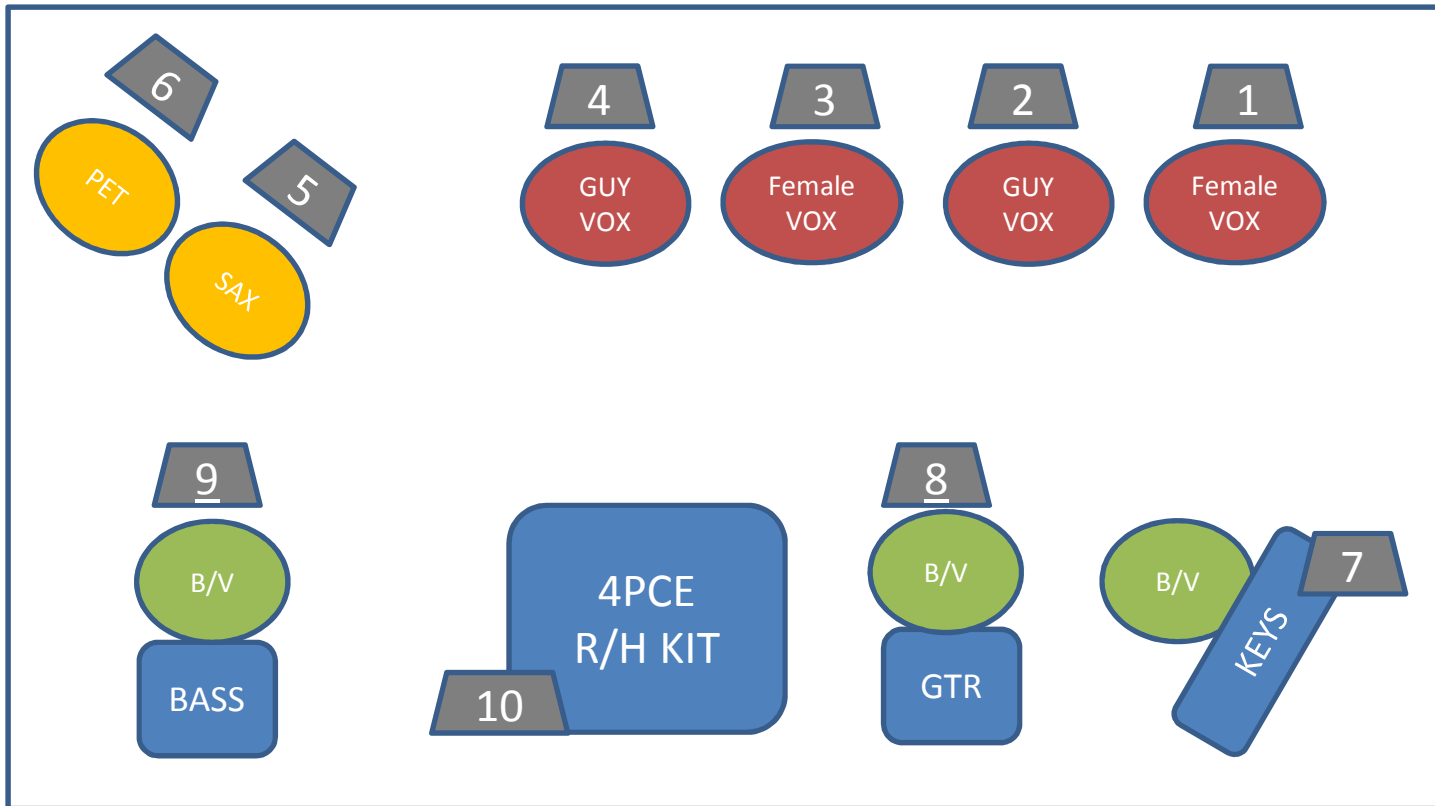 6
PET
5
SAX
4
GUY
VOX
3
Female
VOX
2
GUY
VOX
1
Female
VOX
9
B/V
BASS
4PCE
R/H KIT
10
8
B/V
GTR
B/V
7
KEYS